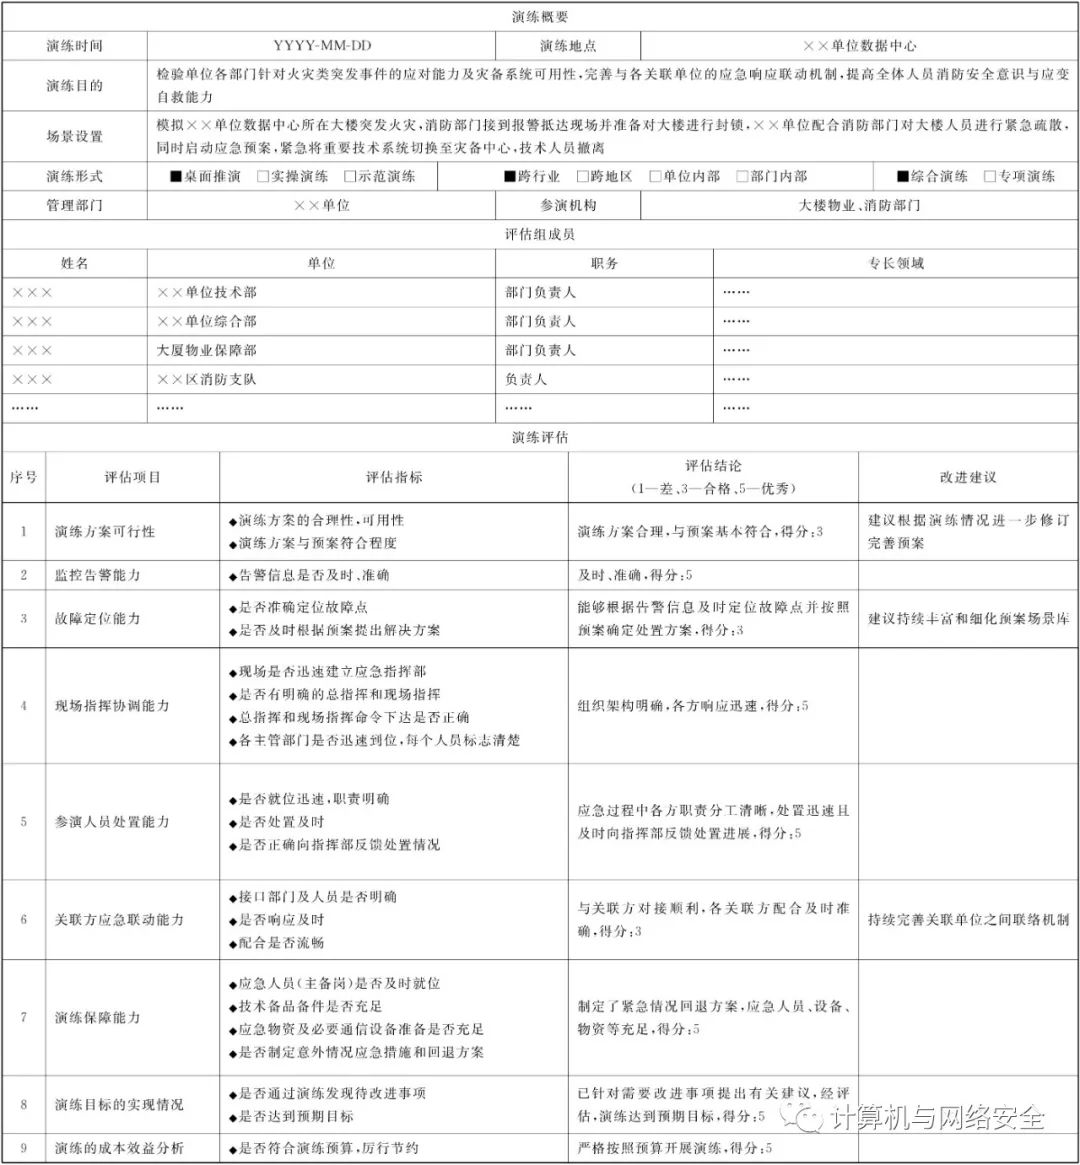 演练概要
演练时间 YYYY-MM-DD 演练地点 ××单位数据中心
演练目的
检验单位各部门针对火灾类突发事件的应对能力及灾备系统可用性,完善与各关联单位的应急响应联动机制,提高全体人员消防安全意识与应变
自救能力
场景设置
模拟××单位数据中心所在大楼突发火灾,消防部门接到报警抵达现场并准备对大楼进行封锁,××单位配合消防部门对大楼人员进行紧急疏散,
同时启动应急预案,紧急将重要技术系统切换至灾备中心,技术人员撤离
演练形式 ■桌面推演 □实操演练 □示范演练 ■跨行业 □跨地区 □单位内部 □部门内部 ■综合演练 □专项演练
管理部门 ××单位 参演机构 大楼物业、消防部门
评估组成员
姓名 单位 职务 专长领域
××× ××单位技术部 部门负责人 ……
××× ××单位综合部 部门负责人 ……
××× 大厦物业保障部 部门负责人 ……
××× ××区消防支队 负责人 ……
…… …… …… ……
演练评估
序号 评估项目 评估指标 评估结论 改进建议
(1—差、3—合格、5—优秀)
1 演练方案可行性
◆演练方案的合理性,可用性
◆演练方案与预案符合程度
演练方案合理,与预案基本符合,得分:3
建议根据演练情况进一步修订
完善预案
2 监控告警能力 ◆告警信息是否及时、准确 及时、准确,得分:5
3 故障定位能力
◆是否准确定位故障点
◆是否及时根据预案提出解决方案
能够根据告警信息及时定位故障点并按照
预案确定处置方案,得分:3
建议持续丰富和细化预案场景库
4 现场指挥协调能力
◆现场是否迅速建立应急指挥部
◆是否有明确的总指挥和现场指挥
◆总指挥和现场指挥命令下达是否正确
◆各主管部门是否迅速到位,每个人员标志清楚
组织架构明确,各方响应迅速,得分:5
5 参演人员处置能力
◆是否就位迅速,职责明确
◆是否处置及时
◆是否正确向指挥部反馈处置情况
应急过程中各方职责分工清晰,处置迅速且
及时向指挥部反馈处置进展,得分:5
6 关联方应急联动能力
◆接口部门及人员是否明确
◆是否响应及时
◆配合是否流畅
与关联方对接顺利,各关联方配合及时准
确,得分:3
持续完善关联单位之间联络机制
7 演练保障能力
◆应急人员(主备岗)是否及时就位
◆技术备品备件是否充足
◆应急物资及必要通信设备准备是否充足
◆是否制定意外情况应急措施和回退方案
制定了紧急情况回退方案,应急人员、设备、
物资等充足,得分:5
8 演练目标的实现情况
◆是否通过演练发现待改进事项
◆是否达到预期目标
已针对需要改进事项提出有关建议,经评
估,演练达到预期目标,得分:5
计算机与网络安全
9 演练的成本效益分析 ◆是否符合演练预算,厉行节约 严格按照预算开展演练,得分:5